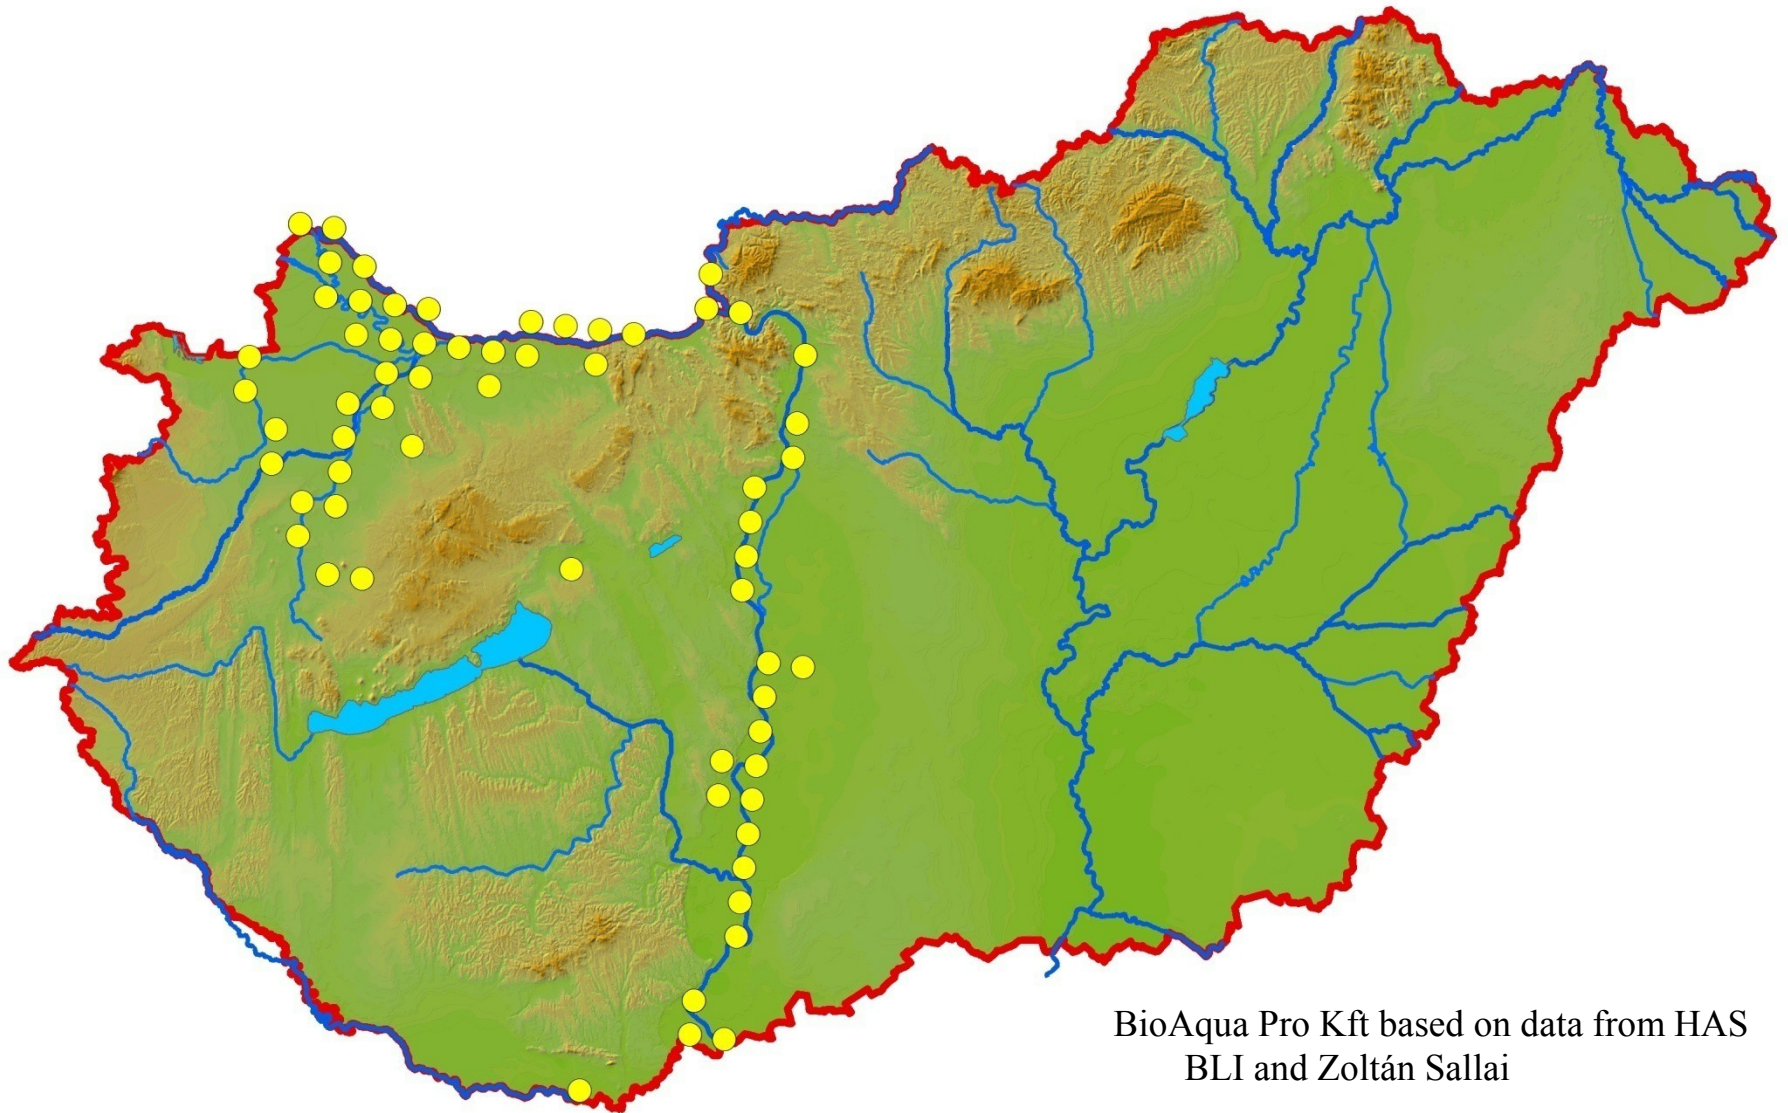 BioAqua Pro Kft based on data from HAS
BLI and Zoltán Sallai